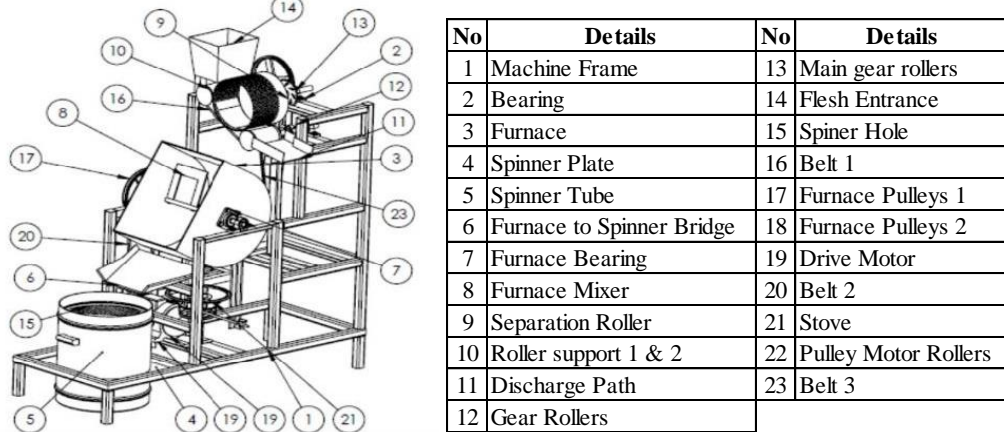 14
9
13
10
2
16
12
8
11
17
3
23
20
6
7
15
5
4
19
19
1
21
No Details No Details
1 Machine Frame 13 Main gear rollers
2 Bearing 14 Flesh Entrance
3 Furnace 15 Spiner Hole
4 Spinner Plate 16 Belt 1
5 Spinner Tube 17 Furnace Pulleys 1
6 Furnace to Spinner Bridge 18 Furnace Pulleys 2
7 Furnace Bearing 19 Drive Motor
8 Furnace Mixer 20 Belt 2
9 Separation Roller 21 Stove
10 Roller support 1 & 2 22 Pulley Motor Rollers
11 Discharge Path 23 Belt 3
12 Gear Rollers